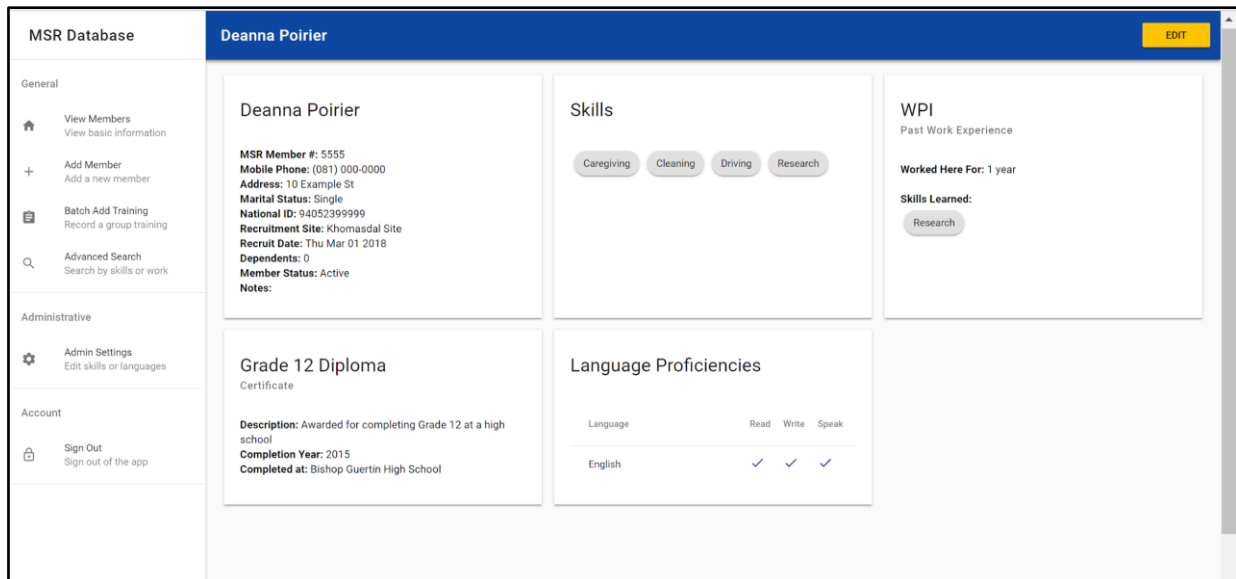 MSR Database
General
View Members
View basic information
Add Member
Add a new member
Batch Add Training
Record a group training
Advanced Search
Search by skills or work
Administrative
Admin Settings
Edit skills or languages
Account
Sign Out
Sign out of the app
Deanna Poirier
EDIT
Deanna Poirier
MSR Member #: 5555
Mobile Phone: (081) 000-0000
Address: 10 Example St
Marital Status: Single
National ID: 94052399999
Recruitment Site: Khomasdal Site
Recruit Date: Thu Mar 01 2018
Dependents: 0
Member Status: Active
Notes:
Skills
Caregiving Cleaning Driving Research
WPI
Past Work Experience
Worked Here For: 1 year
Skills Learned:
Research
Grade 12 Diploma
Certificate
Description: Awarded for completing Grade 12 at a high
school
Completion Year: 2015
Completed at: Bishop Guertin High School
Language Proficiencies
Language Read Write Speak
English